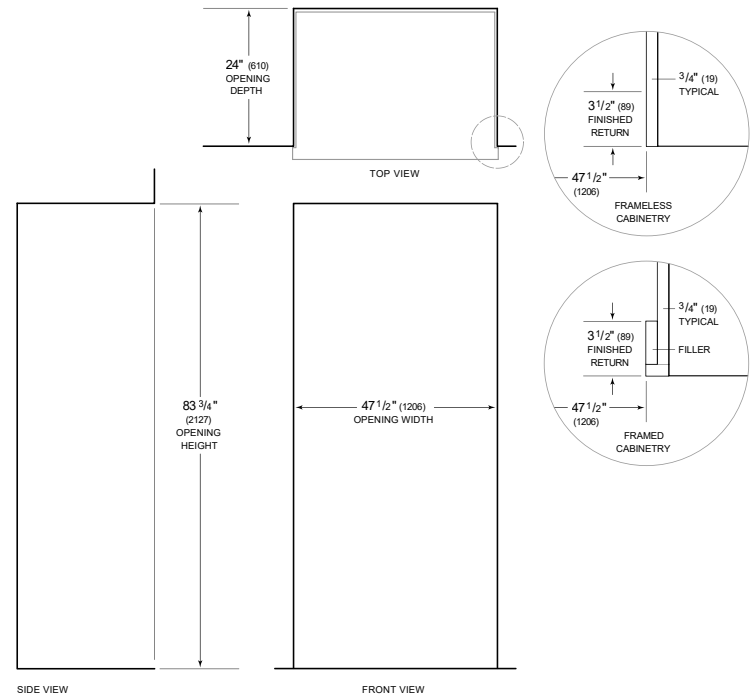 24" (610)
OPENING
DEPTH
TOP VIEW
3/4" (19)
TYPICAL
3 1/2" (89)
FINISHED
RETURN
47 1/2"
(1206)
FRAMELESS
CABINETRY
3/4" (19)
TYPICAL
3 1/2" (89)
FINISHED
RETURN
FILLER
47 1/2"
(1206)
FRAMED
CABINETRY
83 3/4"
(2127)
OPENING
HEIGHT
47 1/2" (1206)
OPENING WIDTH
SIDE VIEW
FRONT VIEW